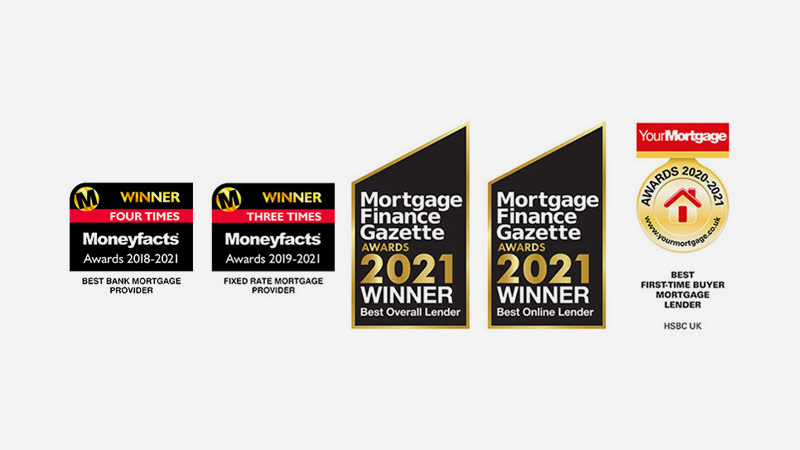 M WINNER
FOUR TIMES
Moneyfacts®
Awards 2018-2021
BEST BANK MORTGAGE
PROVIDER
M WINNER
THREE TIMES
Moneyfacts®
Awards 2019-2021
FIXED RATE MORTGAGE
PROVIDER
Mortgage
Finance
Gazette
AWARDS
2021
WINNER
Best Overall Lender
Mortgage
Finance
Gazette
AWARDS
2021
WINNER
Best Online Lender
YourMortgage
AWARDS 2020-2021
www.yourmortgage.co.uk
BEST
FIRST-TIME BUYER
MORTGAGE
LENDER
HSBC UK